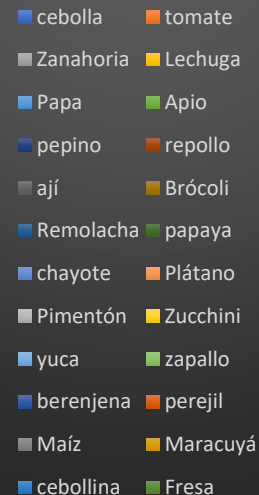 cebolla tomate
Zanahoria Lechuga
Papa Apio
pepino repollo
ají Brócoli
Remolacha papaya
chayote Plátano
Pimentón Zucchini
yuca zapallo
berenjena perejil
Maíz Maracuyá
cebollina Fresa